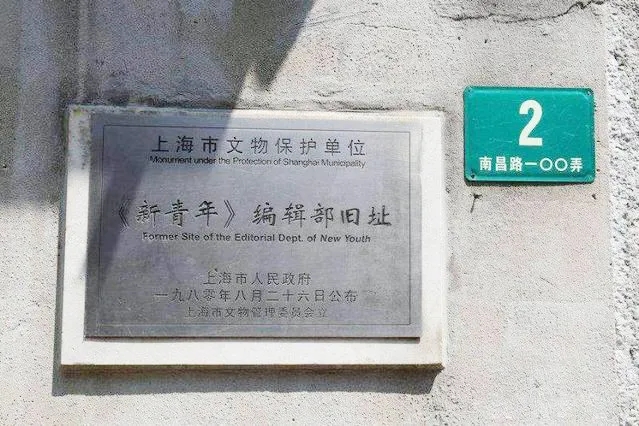 上海市文物保护单位
Monument under the Protection of Shanghai Municipality
《新青年》编辑部旧址
Former Site of the Editorial Dept. of New Youth
上海市人民政府
一九八〇年八月二十六日公布
上海市文物管理委员会立
2
南昌路一〇〇弄